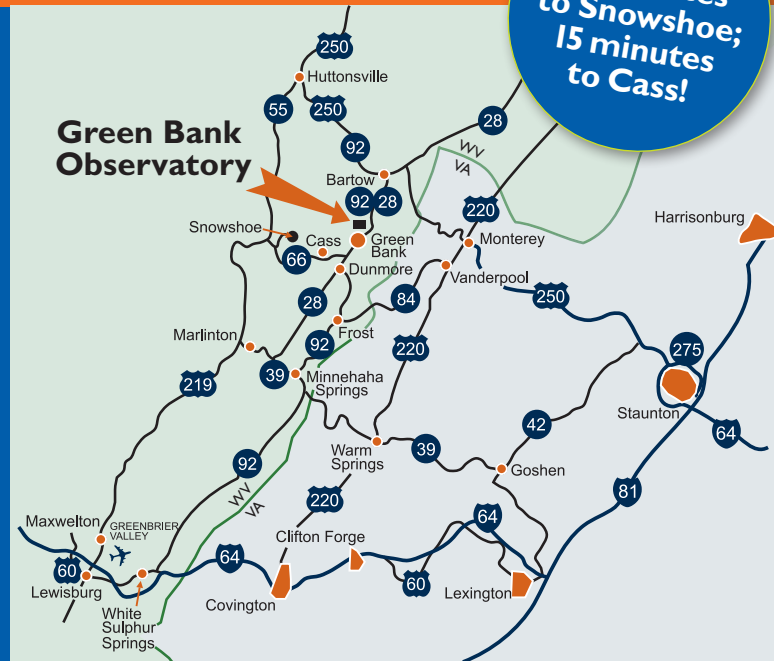 to Snowshoe;
15 minutes
to Cass!
250
Huttonsville
55
250
28
Green Bank
Observatory
92
WV
VA
Bartow
92
28
220
Harrisonburg
Snowshoe
Cass
Green
Bank
Monterey
66
Dunmore
Vanderpool
28
84
250
Marlinton
92
Frost
220
275
39
Minnehaha
Springs
219
Staunton
42
64
92
Warm
Springs
39
Goshen
WV
VA
220
81
Maxwelton
GREENBRIER
VALLEY
Clifton Forge
64
60
64
60
Lewisburg
Covington
Lexington
White
Sulphur
Springs